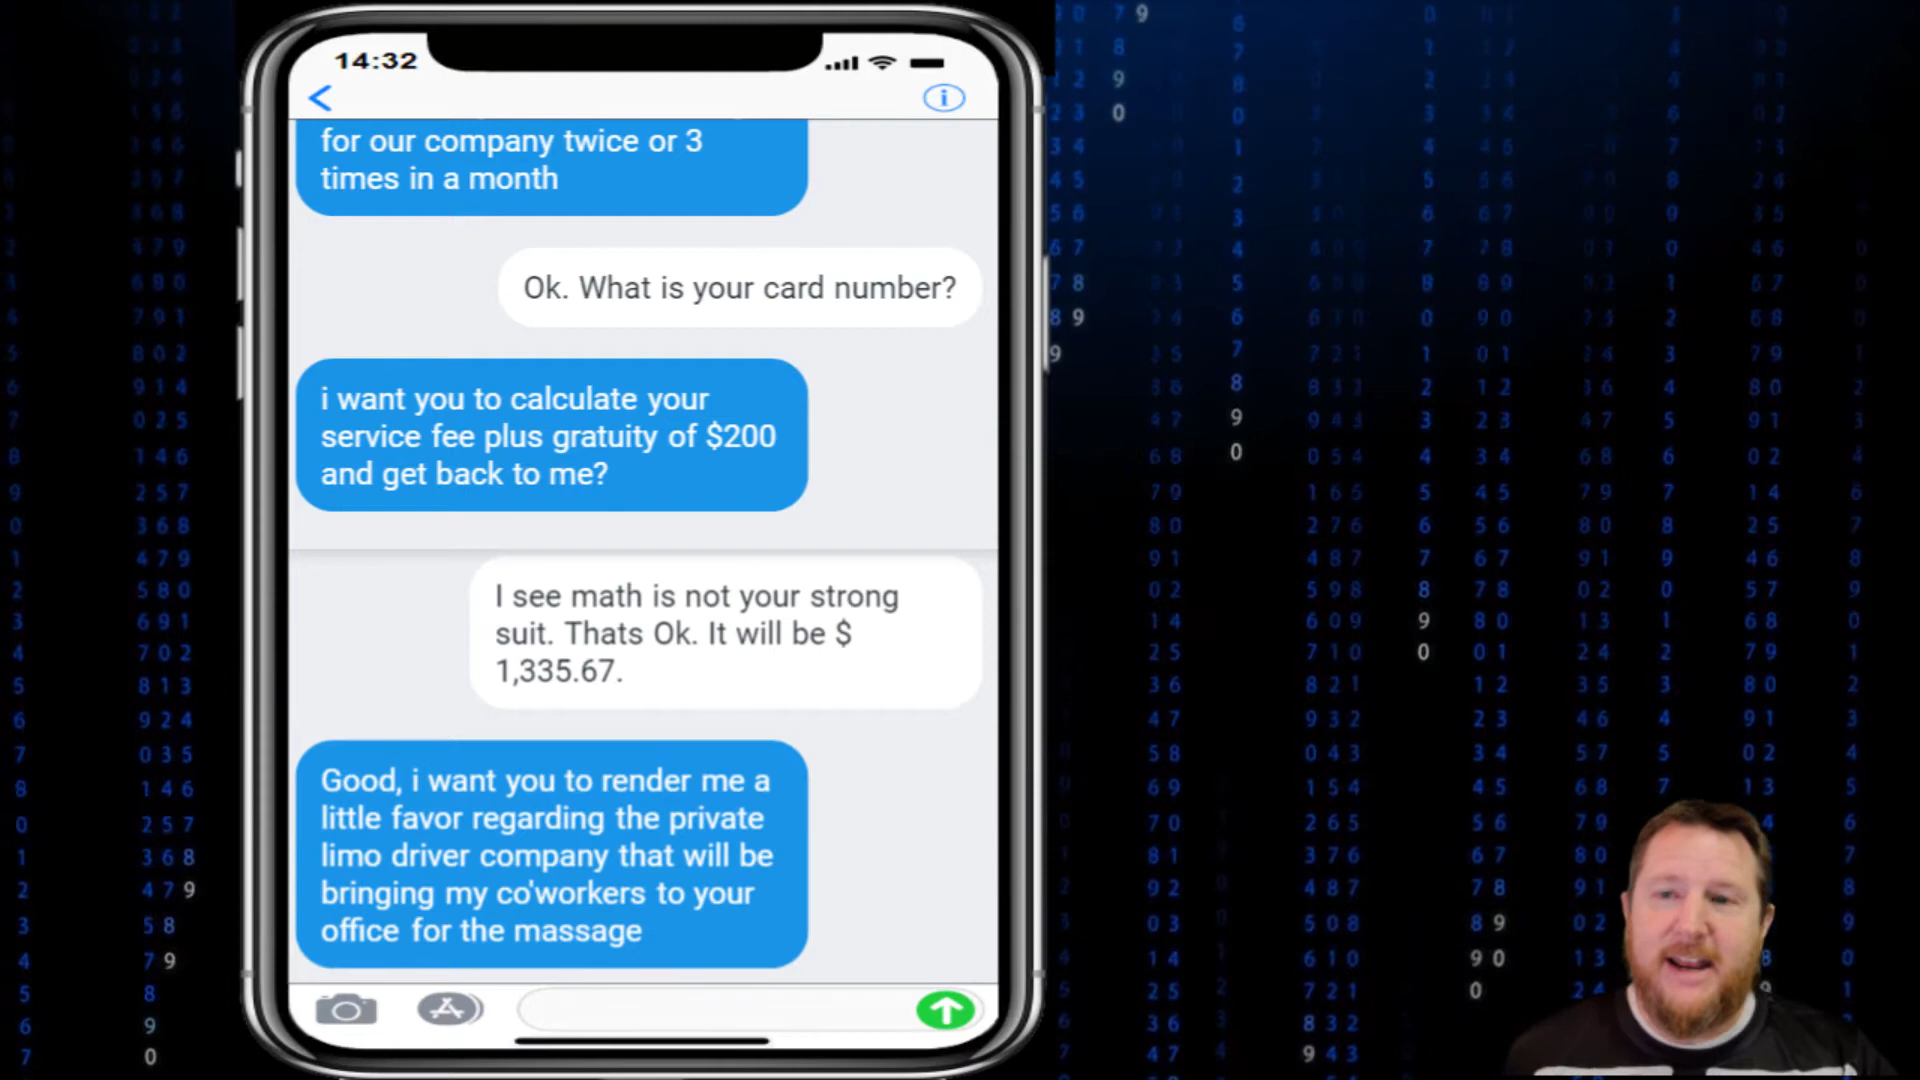 14:32
for our company twice or 3
times in a month
Ok. What is your card number?
i want you to calculate your
service fee plus gratuity of $200
and get back to me?
I see math is not your strong
suit. Thats Ok. It will be $
1,335.67.
Good, i want you to render me a
little favor regarding the private
limo driver company that will be
bringing my co'workers to your
office for the massage